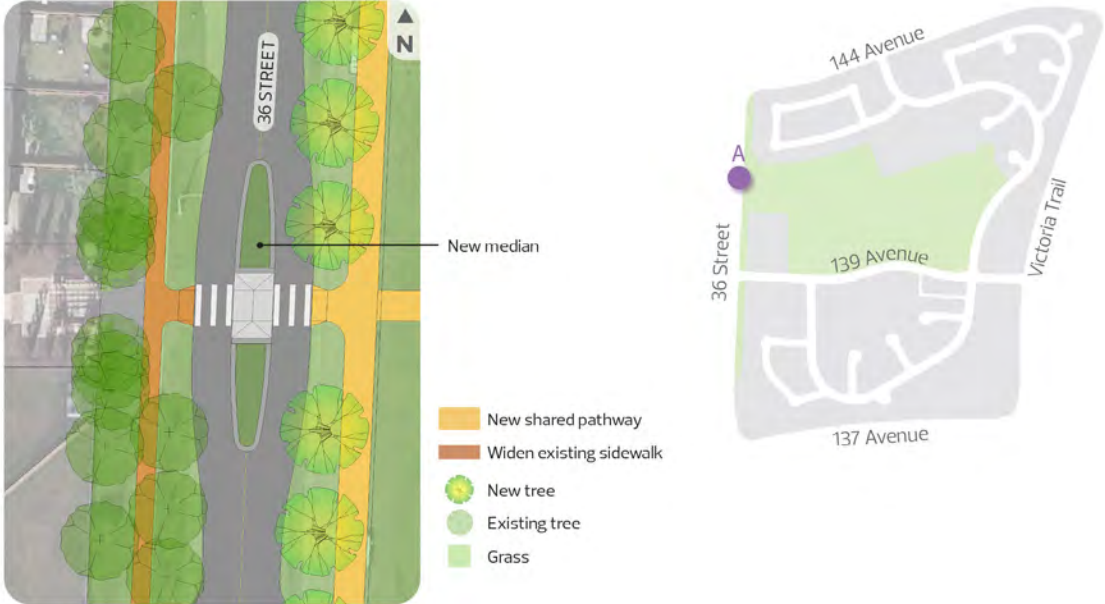 N
36 STREET
New median
New shared pathway
Widen existing sidewalk
New tree
Existing tree
Grass
144 Avenue
A
36 Street
139 Avenue
Victoria Trail
137 Avenue